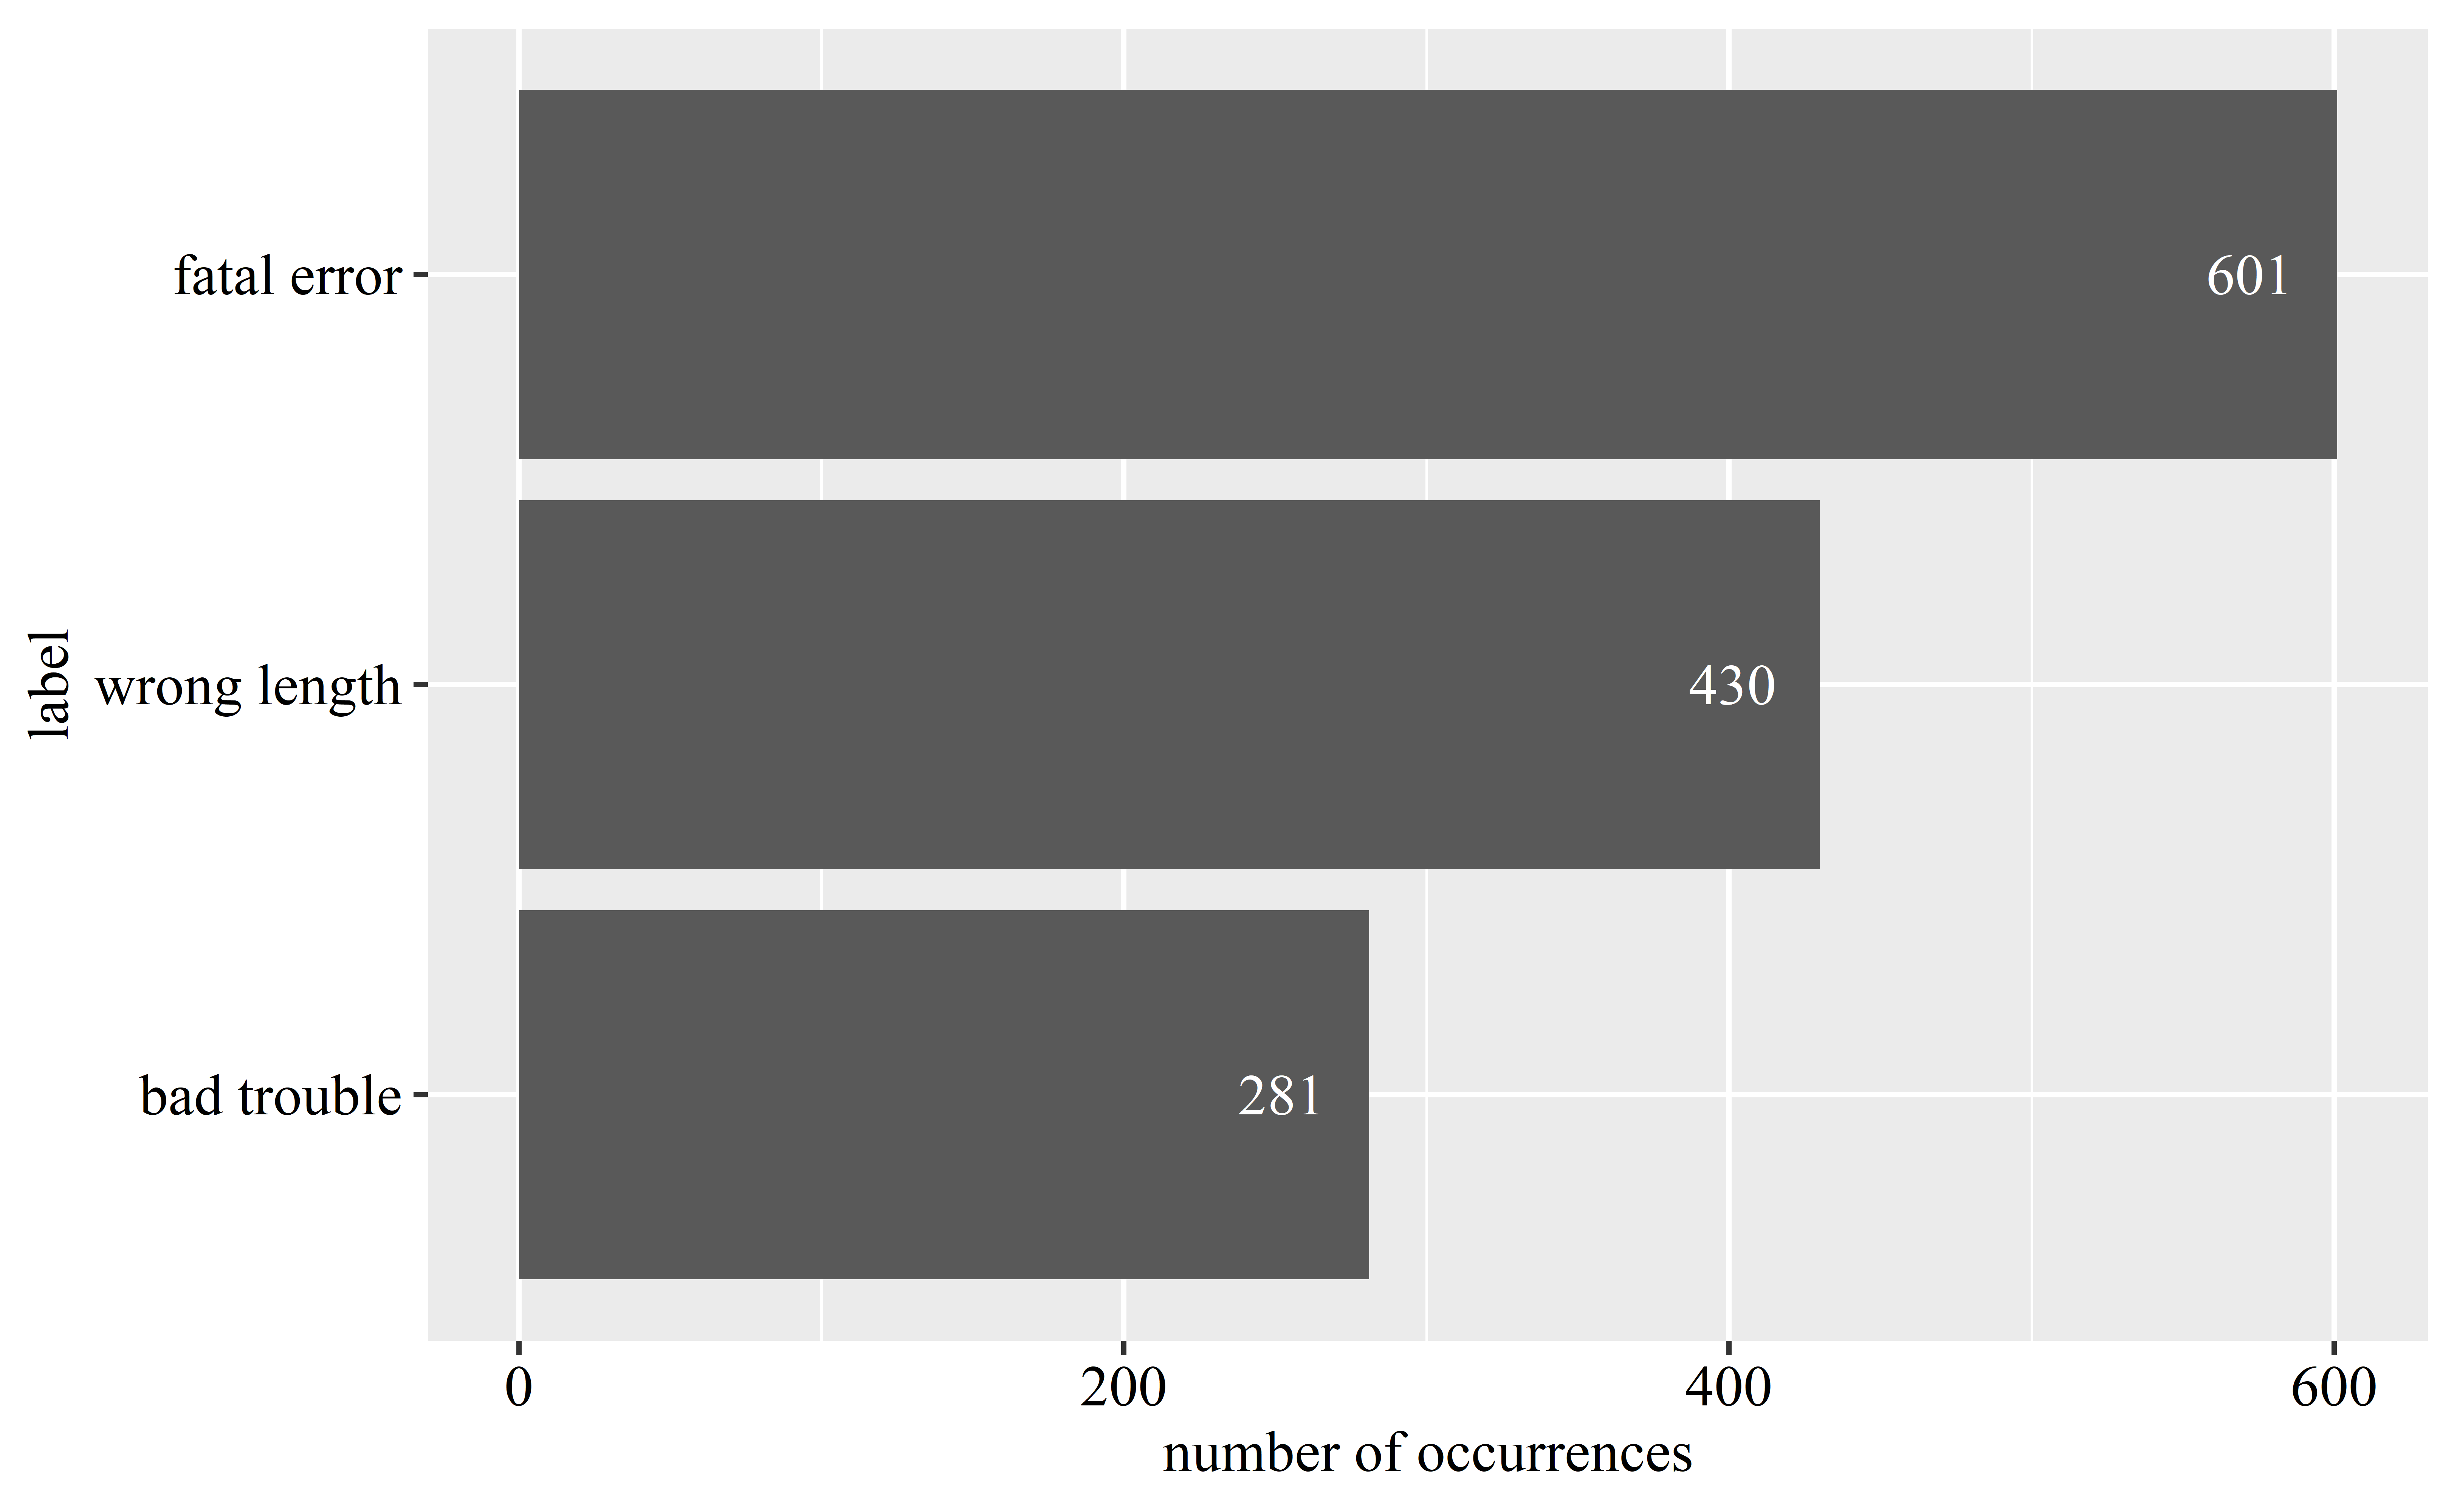 fatal error
601
label
wrong length
430
bad trouble
281
0
200
400
600
number of occurrences